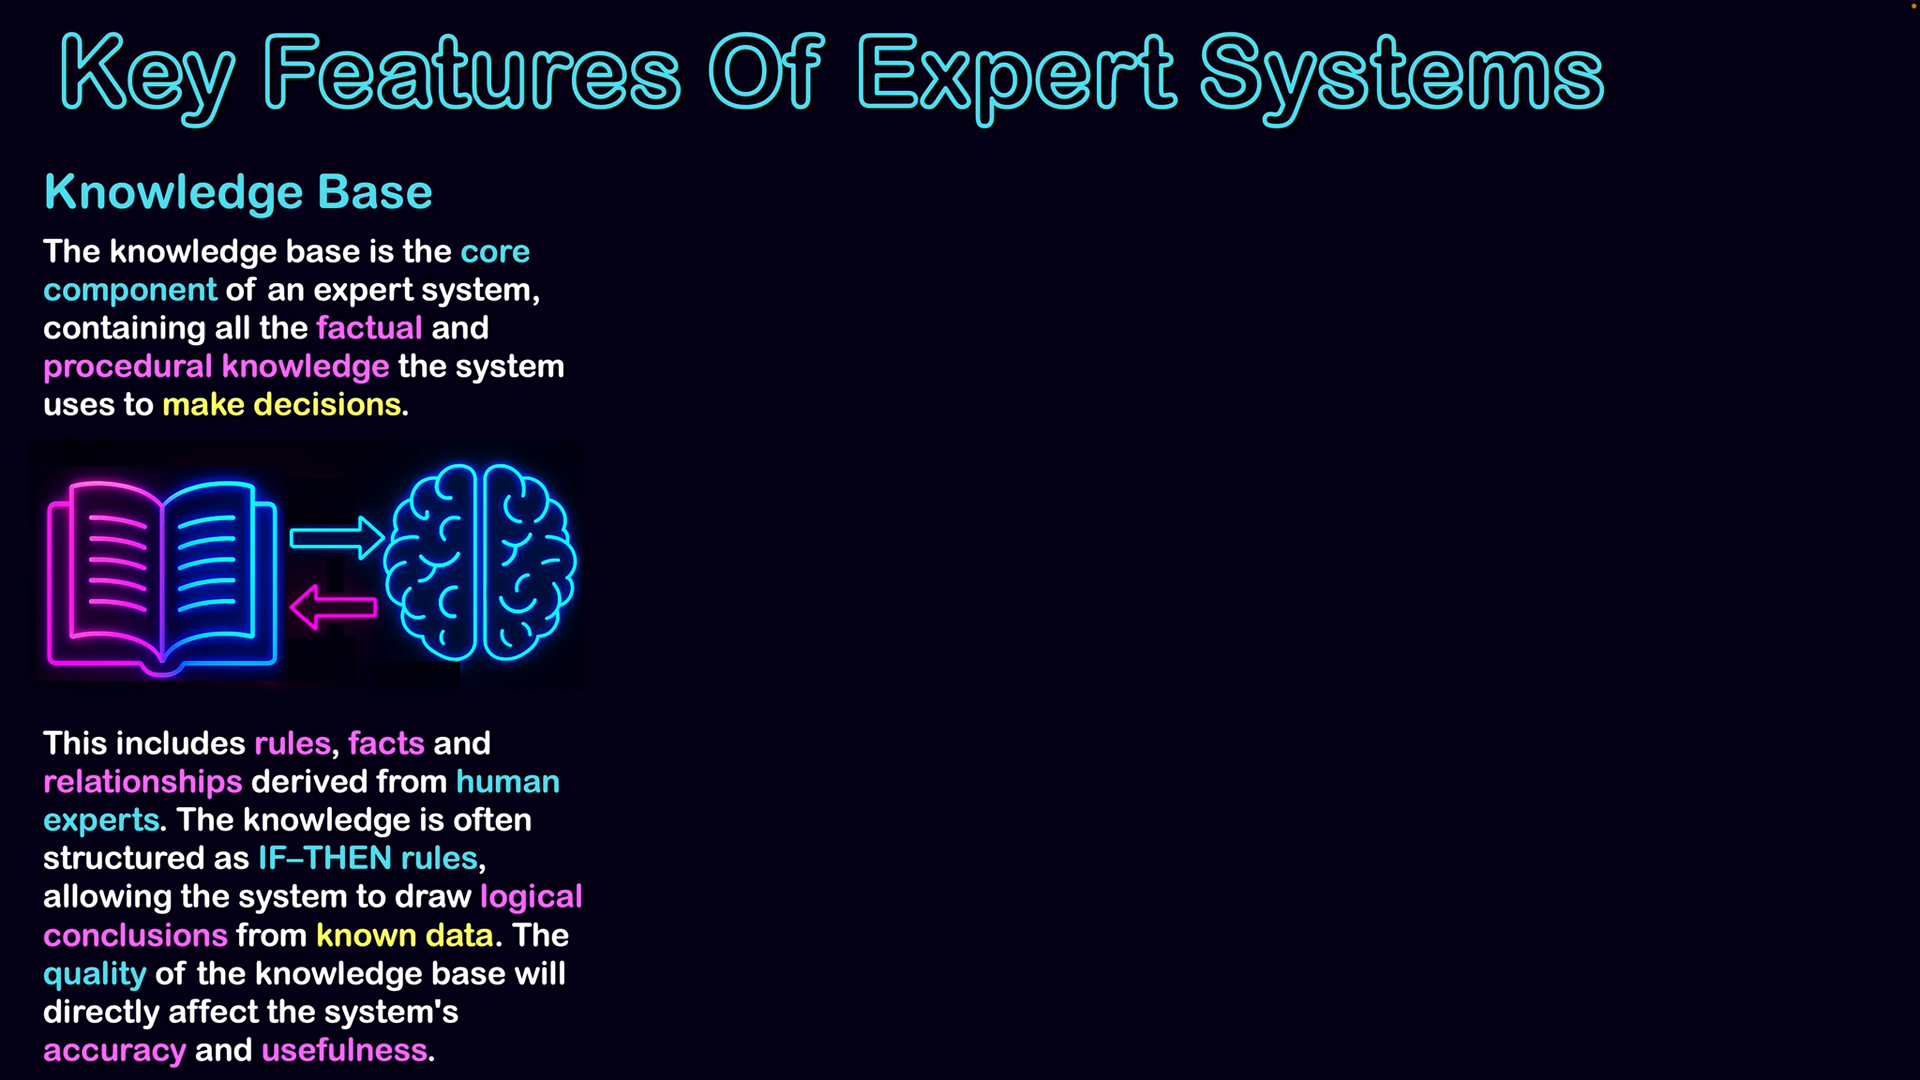 Key Features Of Expert Systems
Knowledge Base
The knowledge base is the core
component of an expert system,
containing all the factual and
procedural knowledge the system
uses to make decisions.
This includes rules, facts and
relationships derived from human
experts. The knowledge is often
structured as IF–THEN rules,
allowing the system to draw logical
conclusions from known data. The
quality of the knowledge base will
directly affect the system's
accuracy and usefulness.